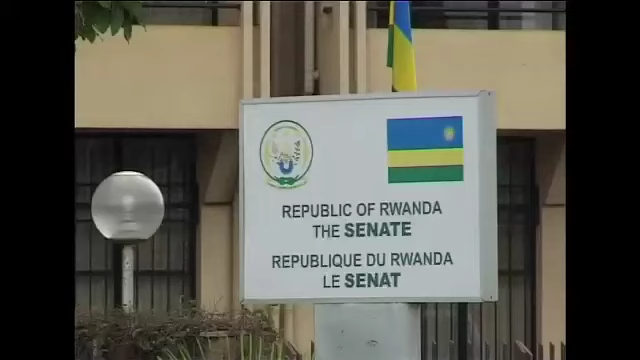 REPUBLIC OF RWANDA
THE SENATE
REPUBLIQUE DU RWANDA
LE SENAT